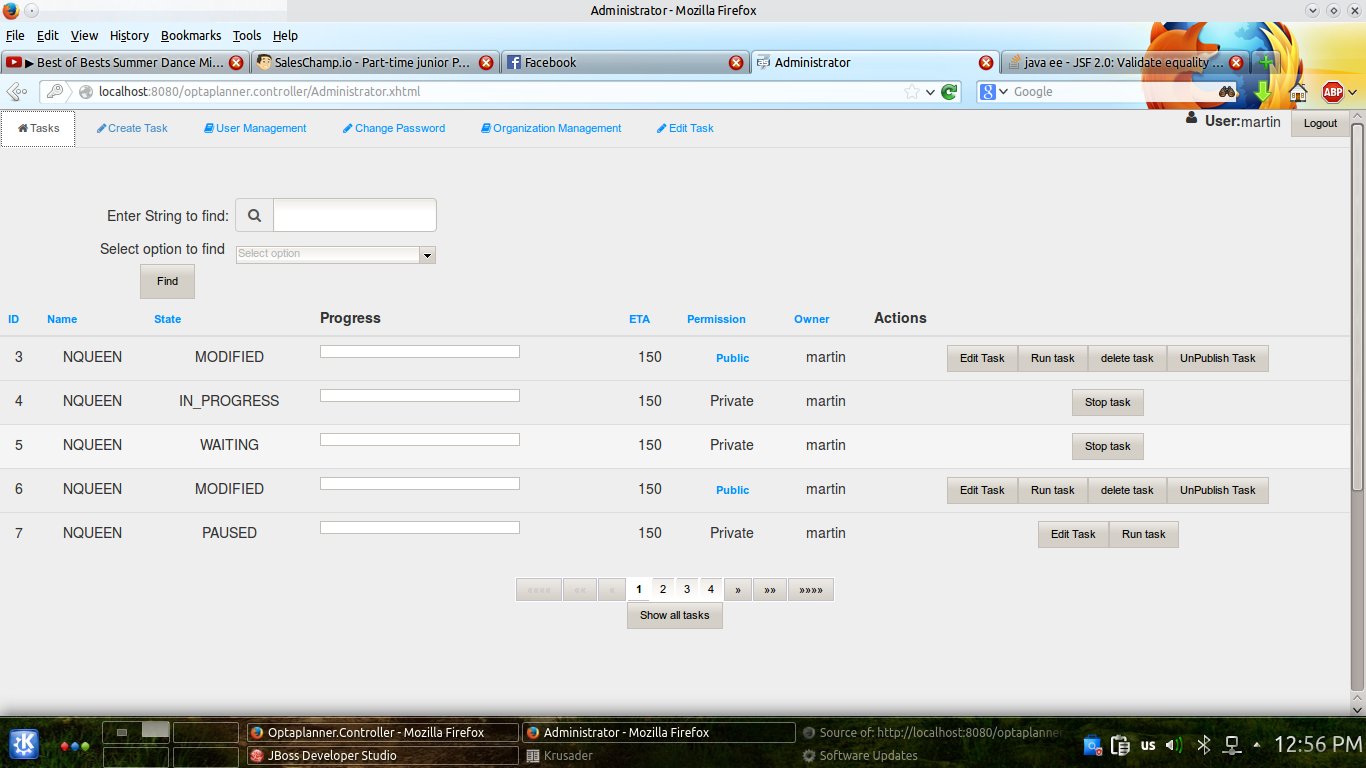 Administrator - Mozilla Firefox
File Edit View History Bookmarks Tools Help
▶ Best of Bests Summer Dance Mi... SalesChamp.io - Part-time junior P... Facebook Administrator java ee - JSF 2.0: Validate equality ...
localhost:8080/optaplanner.controller/Administrator.xhtml Google ABP
Tasks Create Task User Management Change Password Organization Management Edit Task User:martin Logout
Enter String to find:
Select option to find Select option
Find
ID Name State Progress ETA Permission Owner Actions
3 NQUEEN MODIFIED 150 Public martin Edit Task Run task delete task UnPublish Task
4 NQUEEN IN_PROGRESS 150 Private martin Stop task
5 NQUEEN WAITING 150 Private martin Stop task
6 NQUEEN MODIFIED 150 Public martin Edit Task Run task delete task UnPublish Task
7 NQUEEN PAUSED 150 Private martin Edit Task Run task
«««« «« « 1 2 3 4 » »» »»»»
Show all tasks
Optaplanner.Controller - Mozilla Firefox Administrator - Mozilla Firefox Source of: http://localhost:8080/optaplanner
JBoss Developer Studio Krusader Software Updates
us 12:56 PM